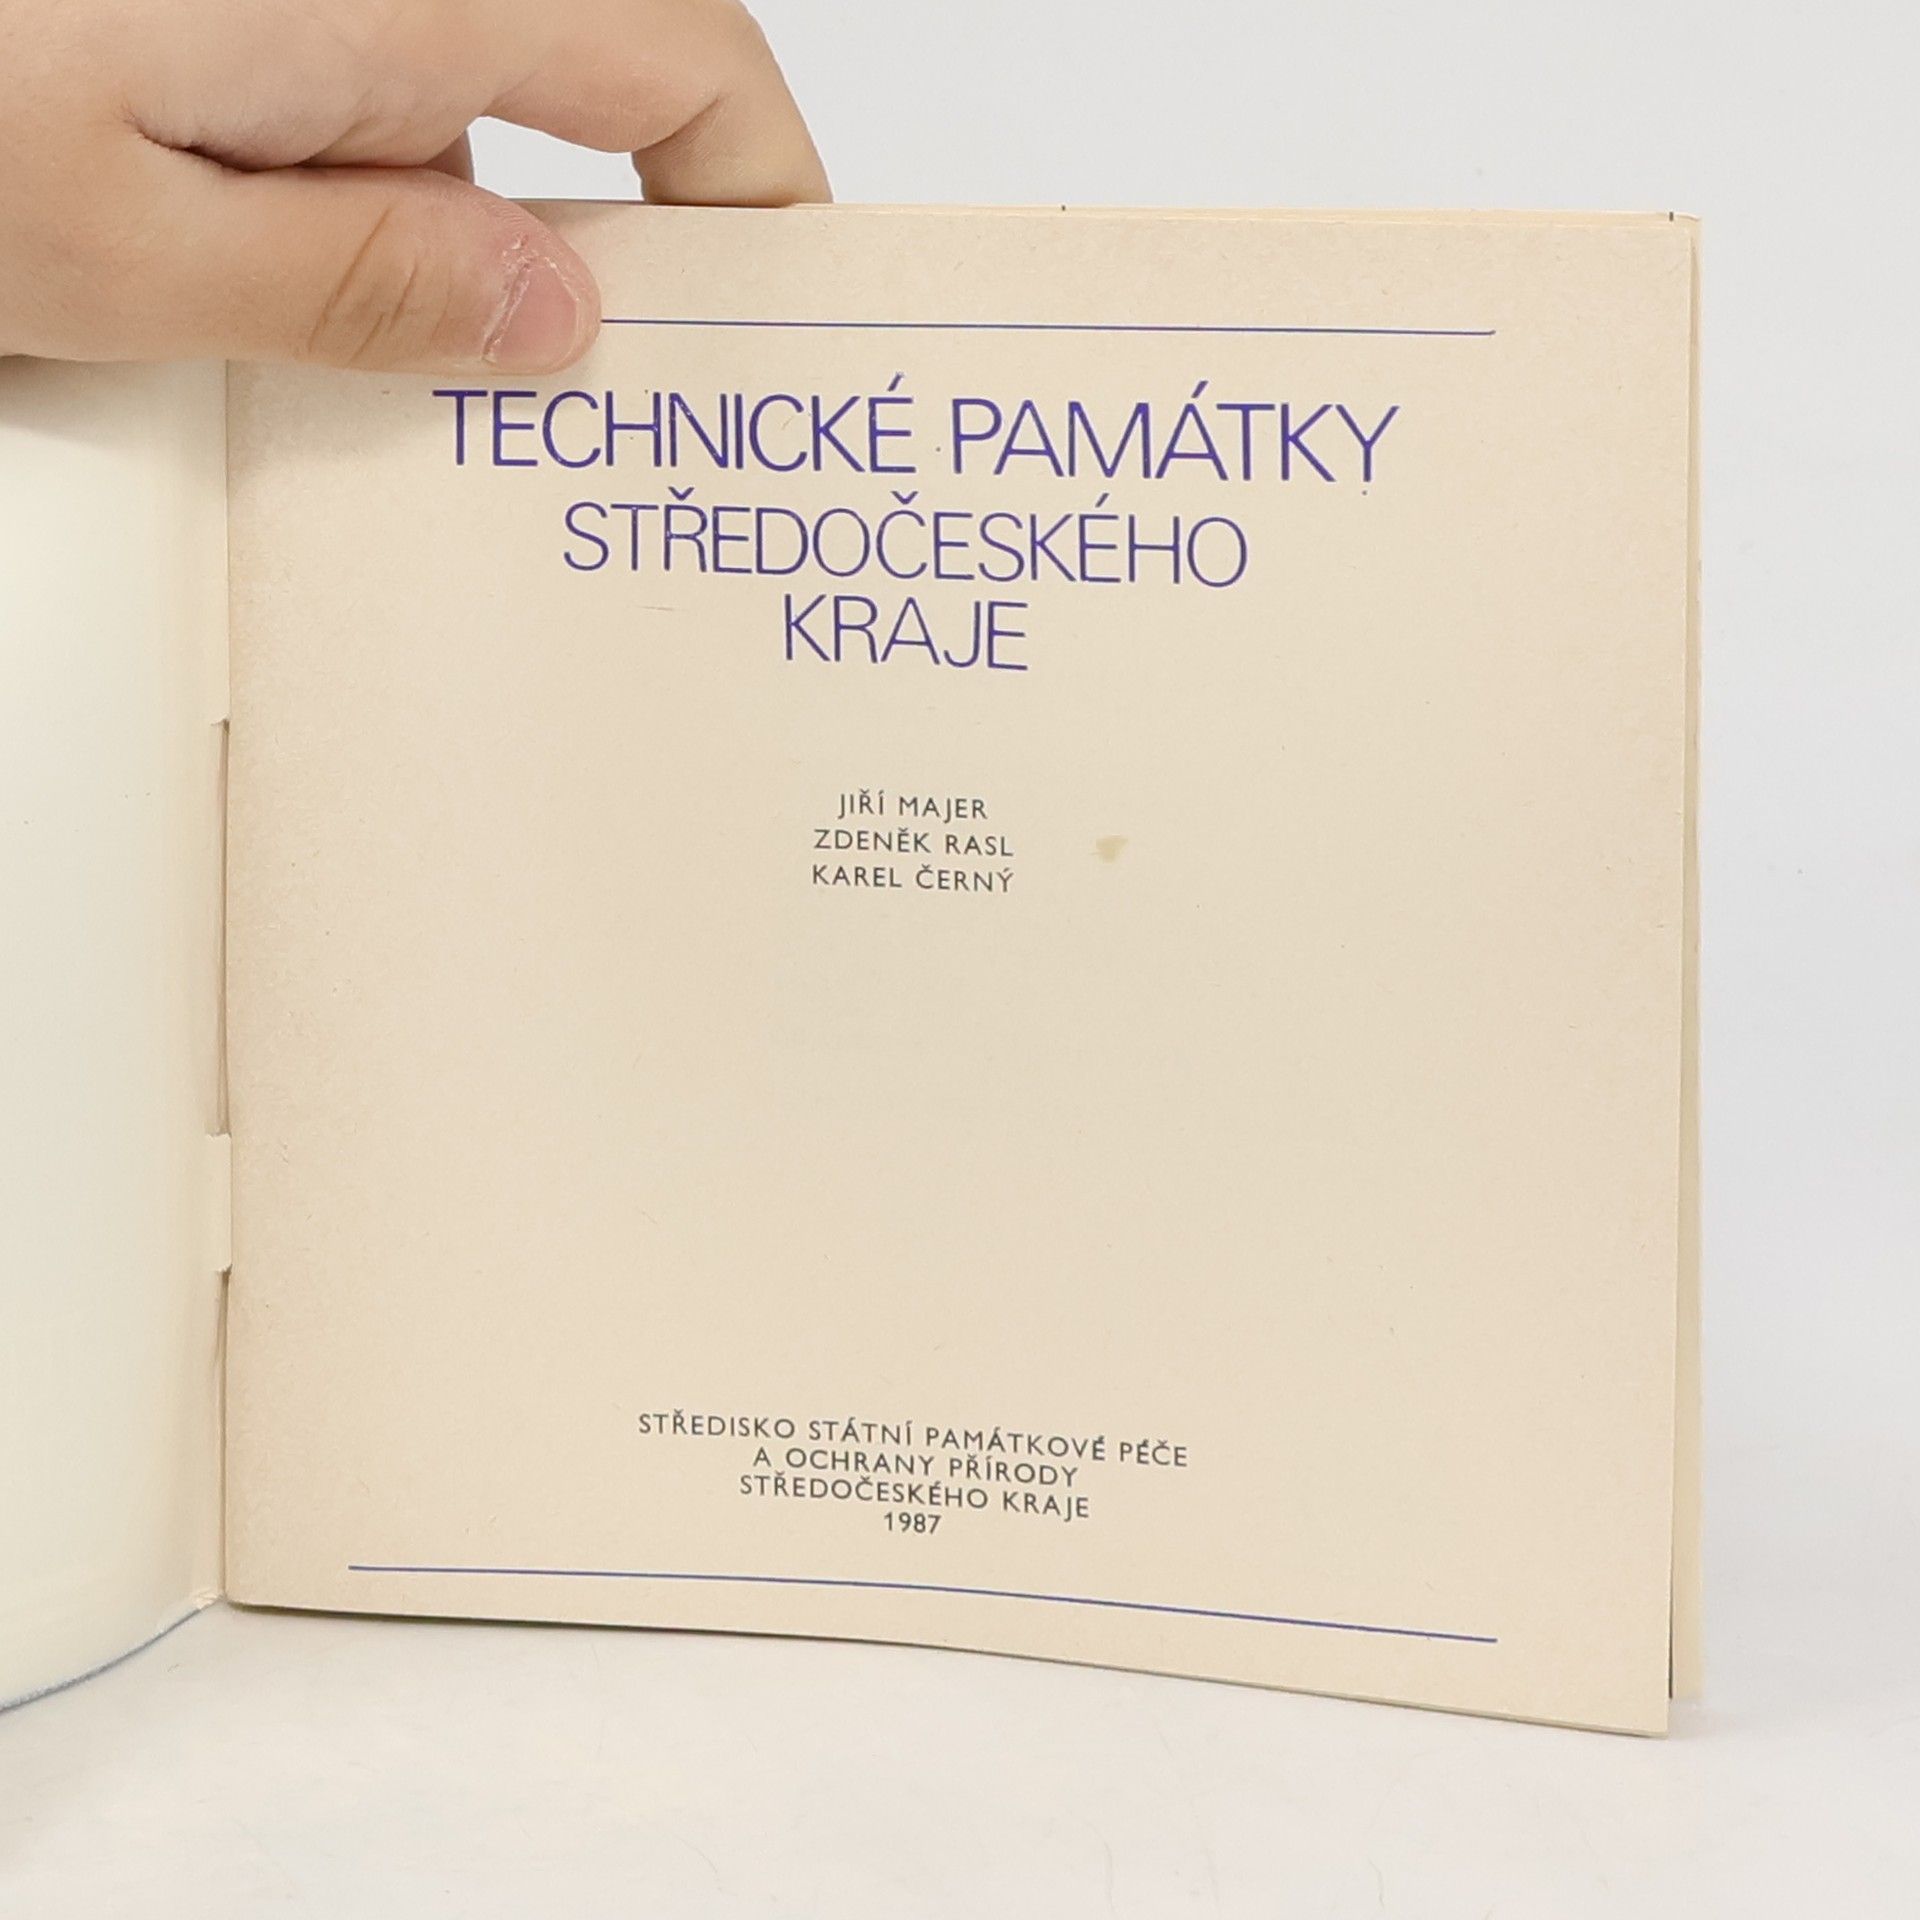 TECHNICKÉ PAMÁTKY
STŘEDOČESKÉHO
KRAJE
JIŘÍ MAJER
ZDENĚK RASL
KAREL ČERNÝ
STŘEDISKO STÁTNÍ PAMÁTKOVÉ PÉČE
A OCHRANY PŘÍRODY
STŘEDOČESKÉHO KRAJE
1987